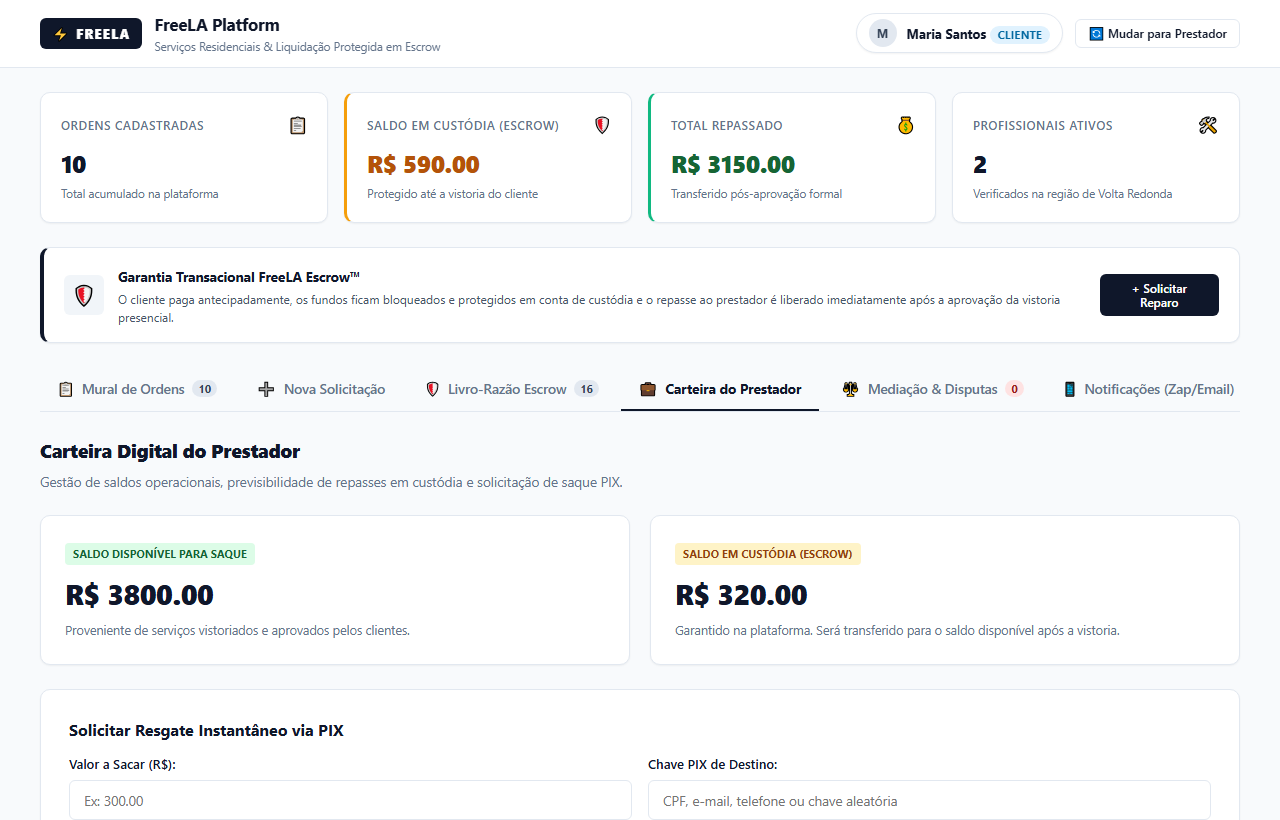 FREELA
FreeLA Platform
Serviços Residenciais & Liquidação Protegida em Escrow
M
Maria Santos CLIENTE
Mudar para Prestador
ORDENS CADASTRADAS
10
Total acumulado na plataforma
SALDO EM CUSTÓDIA (ESCROW)
R$ 590.00
Protegido até a vistoria do cliente
TOTAL REPASSADO
R$ 3150.00
Transferido pós-aprovação formal
PROFISSIONAIS ATIVOS
2
Verificados na região de Volta Redonda
Garantia Transacional FreeLA Escrow™
O cliente paga antecipadamente, os fundos ficam bloqueados e protegidos em conta de custódia e o repasse ao prestador é liberado imediatamente após a aprovação da vistoria
presencial.
+ Solicitar
Reparo
Mural de Ordens 10
Nova Solicitação
Livro-Razão Escrow 16
Carteira do Prestador
Mediação & Disputas 0
Notificações (Zap/Email)
Carteira Digital do Prestador
Gestão de saldos operacionais, previsibilidade de repasses em custódia e solicitação de saque PIX.
SALDO DISPONÍVEL PARA SAQUE
R$ 3800.00
Proveniente de serviços vistoriados e aprovados pelos clientes.
SALDO EM CUSTÓDIA (ESCROW)
R$ 320.00
Garantido na plataforma. Será transferido para o saldo disponível após a vistoria.
Solicitar Resgate Instantâneo via PIX
Valor a Sacar (R$):
Ex: 300.00
Chave PIX de Destino:
CPF, e-mail, telefone ou chave aleatória